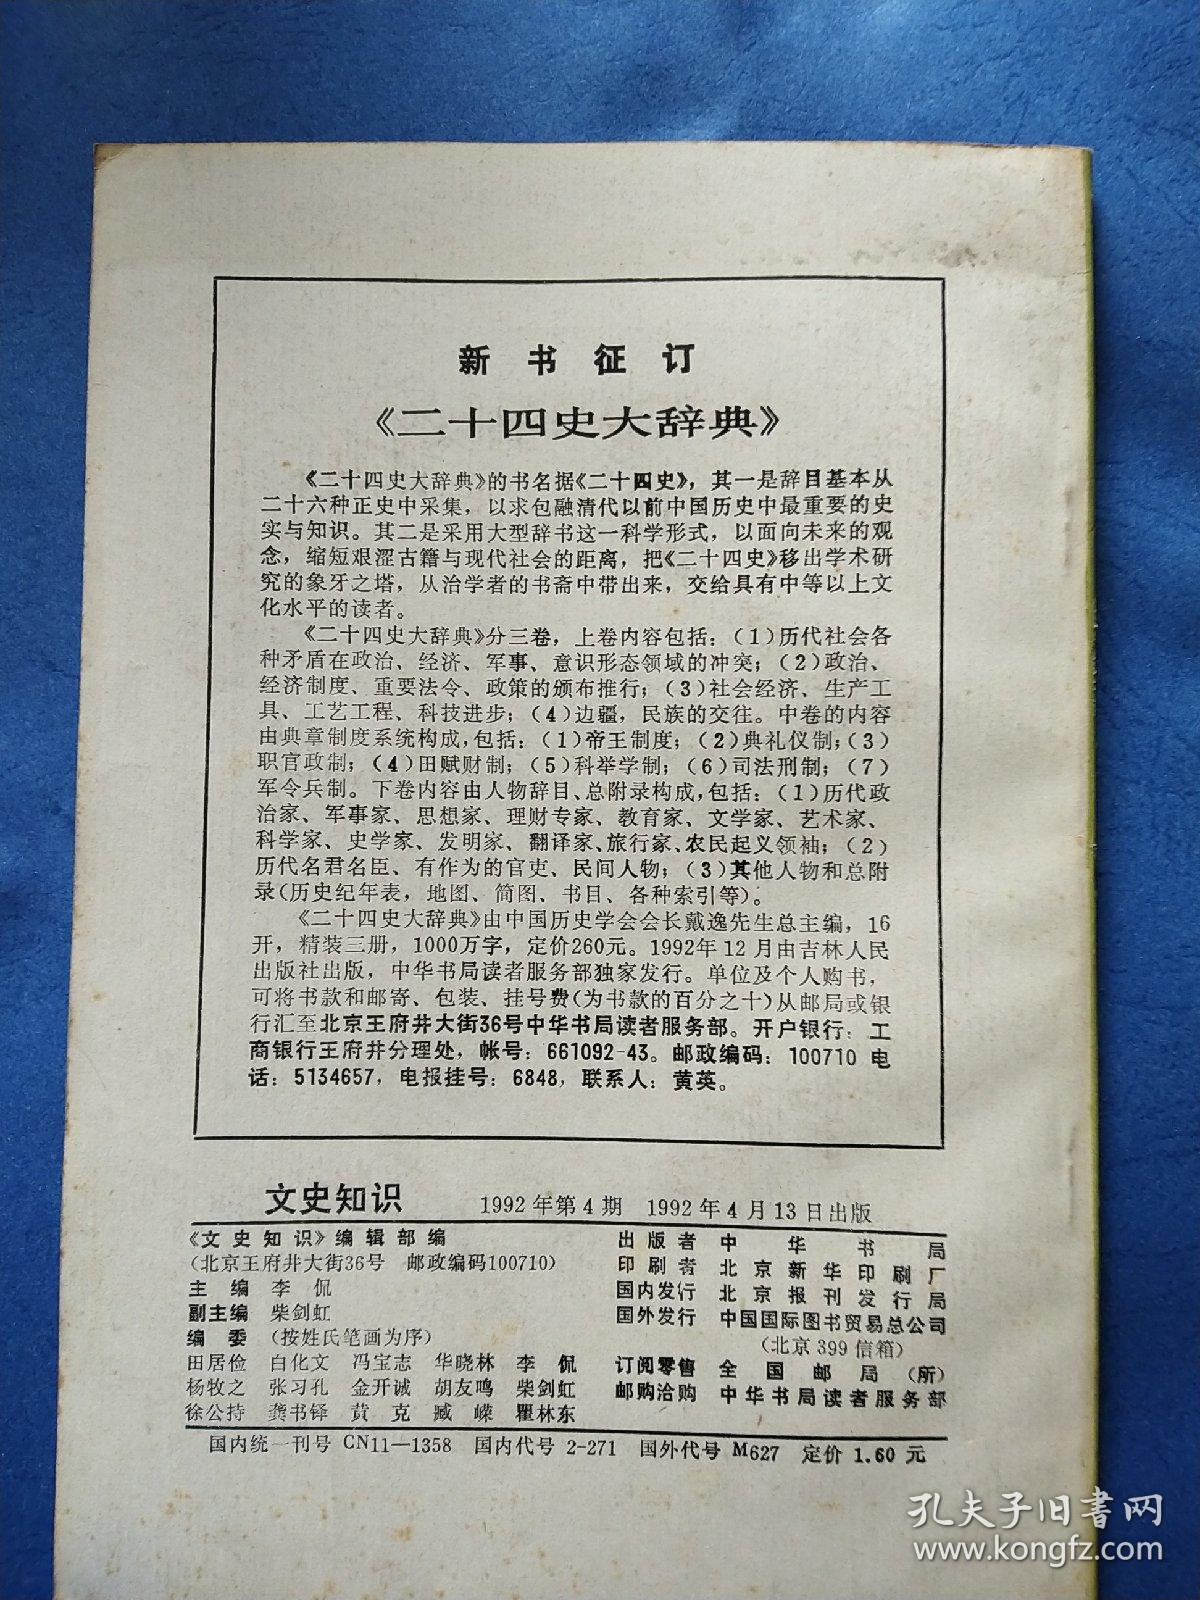 新书征订
《二十四史大辞典》
《二十四史大辞典》的书名据《二十四史》，其一是辞目基本从
二十六种正史中采集，以求包融清代以前中国历史中最重要的史
实与知识。其二是采用大型辞书这一科学形式，以面向未来的观
念，缩短艰涩古籍与现代社会的距离，把《二十四史》移出学术研
究的象牙之塔，从治学者的书斋中带出来，交给具有中等以上文
化水平的读者。
《二十四史大辞典》分三卷，上卷内容包括：（1）历代社会各
种矛盾在政治、经济、军事、意识形态领域的冲突；（2）政治、
经济制度、重要法令、政策的颁布推行；（3）社会经济、生产工
具、工艺工程、科技进步；（4）边疆，民族的交往。中卷的内容
由典章制度系统构成，包括：（1）帝王制度；（2）典礼仪制；（3）
职官政制；（4）田赋财制；（5）科举学制；（6）司法刑制；（7）
军令兵制。下卷内容由人物辞目、总附录构成，包括：（1）历代政
治家、军事家、思想家、理财专家、教育家、文学家、艺术家、
科学家、史学家、发明家、翻译家、旅行家、农民起义领袖；（2）
历代名君名臣、有作为的官吏、民间人物；（3）其他人物和总附
录（历史纪年表，地图、简图、书目、各种索引等）。
《二十四史大辞典》由中国历史学会会长戴逸先生总主编，16
开，精装三册，1000万字，定价260元。1992年12月由吉林人民
出版社出版，中华书局读者服务部独家发行。单位及个人购书，
可将书款和邮寄、包装、挂号费（为书款的百分之十）从邮局或银
行汇至北京王府井大街36号中华书局读者服务部。开户银行：工
商银行王府井分理处，帐号：661092-43。邮政编码：100710 电
话：5134657，电报挂号：6848，联系人：黄英。
文史知识 1992年第4期 1992年4月13日出版
《文史知识》编辑部编
（北京王府井大街36号 邮政编码100710）
主编 李侃
副主编 柴剑虹
编委 （按姓氏笔画为序）
田居俭 白化文 冯宝志 华晓林 李侃
杨牧之 张习孔 金开诚 胡友鸣 柴剑虹
徐公持 龚书铎 黄克 臧嵘 瞿林东
出版者 中华书局
印刷者 北京新华印刷厂
国内发行 北京报刊发行局
国外发行 中国国际图书贸易总公司
（北京399信箱）
订阅零售 全国邮局（所）
邮购洽购 中华书局读者服务部
国内统一刊号 CN11—1358 国内代号 2-271 国外代号 M627 定价 1.60 元
孔夫子旧書网
www.kongfz.com